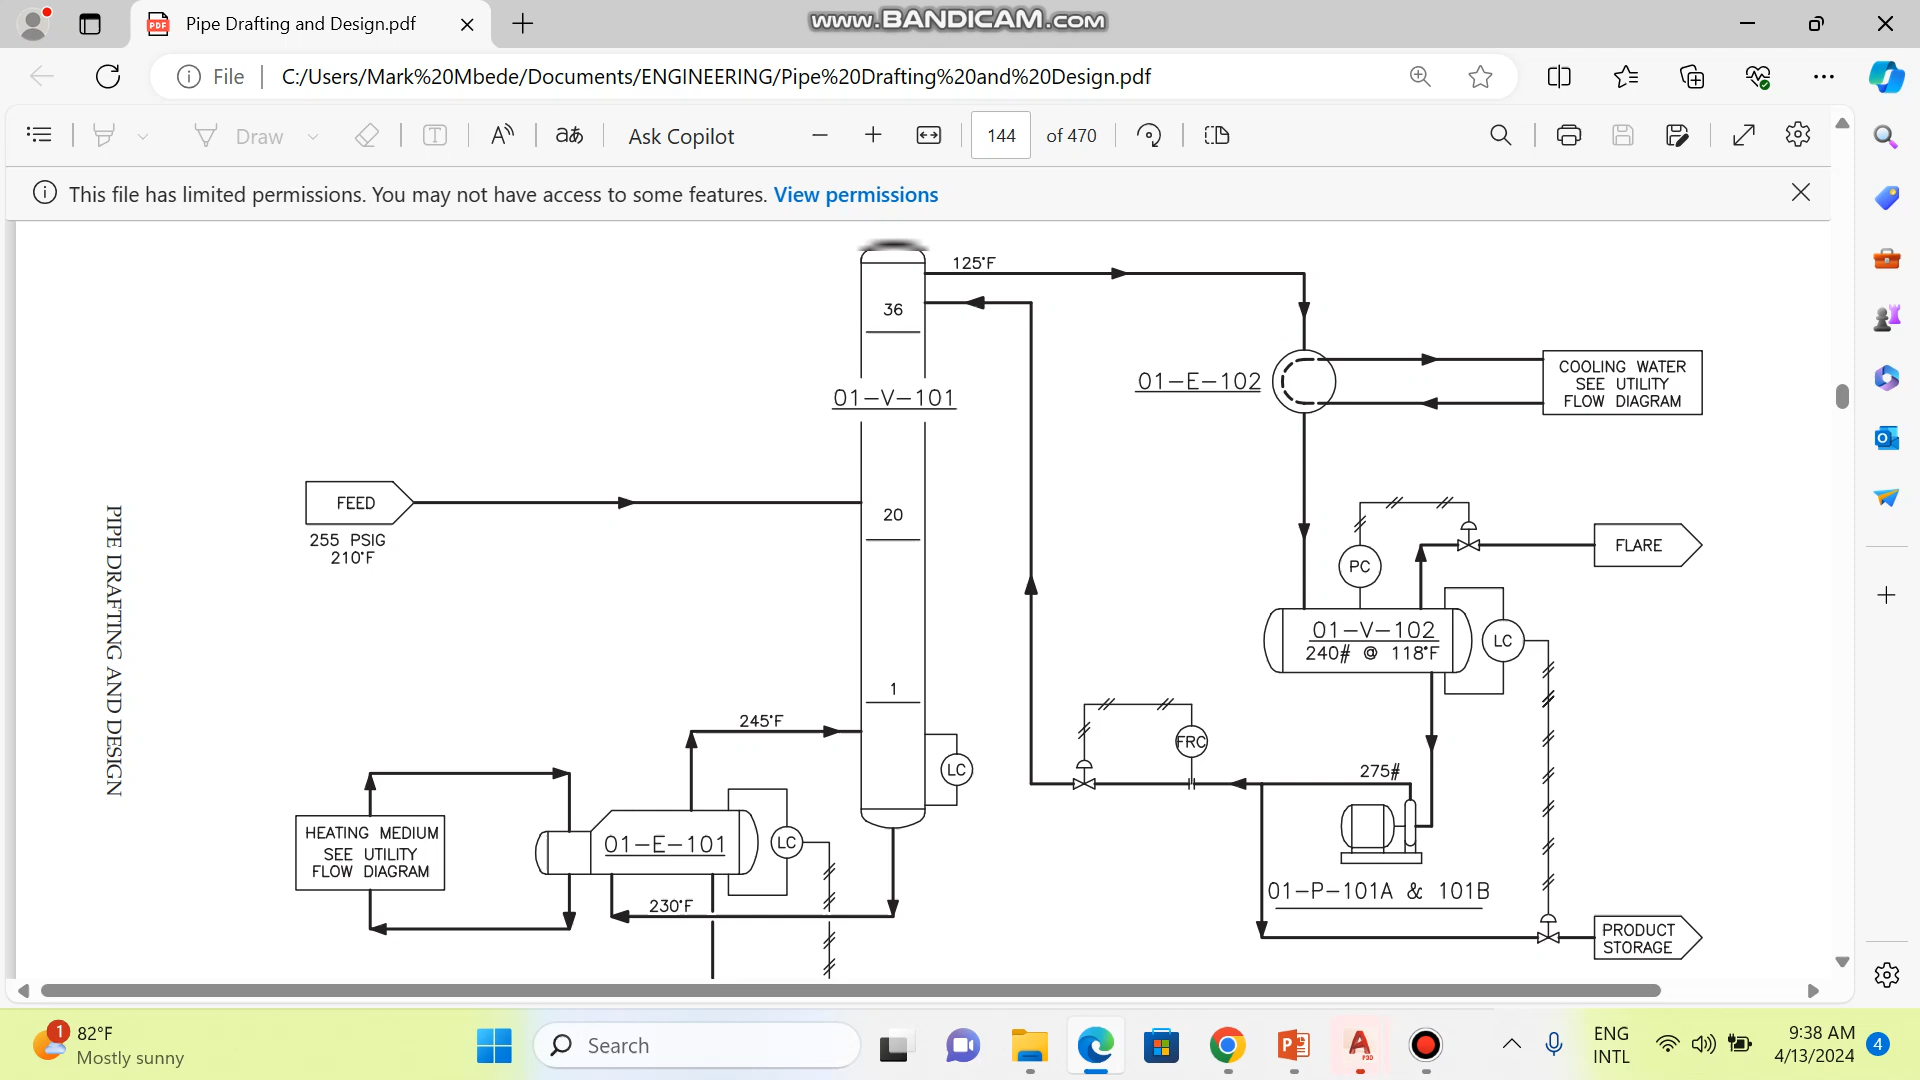 Pipe Drafting and Design.pdf
www.BANDICAM.com
File
C:/Users/Mark%20Mbede/Documents/ENGINEERING/Pipe%20Drafting%20and%20Design.pdf
Draw
Ask Copilot
144 of 470
This file has limited permissions. You may not have access to some features. View permissions
PIPE DRAFTING AND DESIGN
125°F
36
01-V-101
01-E-102
COOLING WATER
SEE UTILITY
FLOW DIAGRAM
FEED
255 PSIG
210°F
20
PC
FLARE
01-V-102
240# @ 118°F
LC
1
245°F
LC
FRC
275#
HEATING MEDIUM
SEE UTILITY
FLOW DIAGRAM
01-E-101
LC
230°F
01-P-101A & 101B
PRODUCT
STORAGE
1
82°F
Mostly sunny
Search
ENG
INTL
9:38 AM
4/13/2024
4